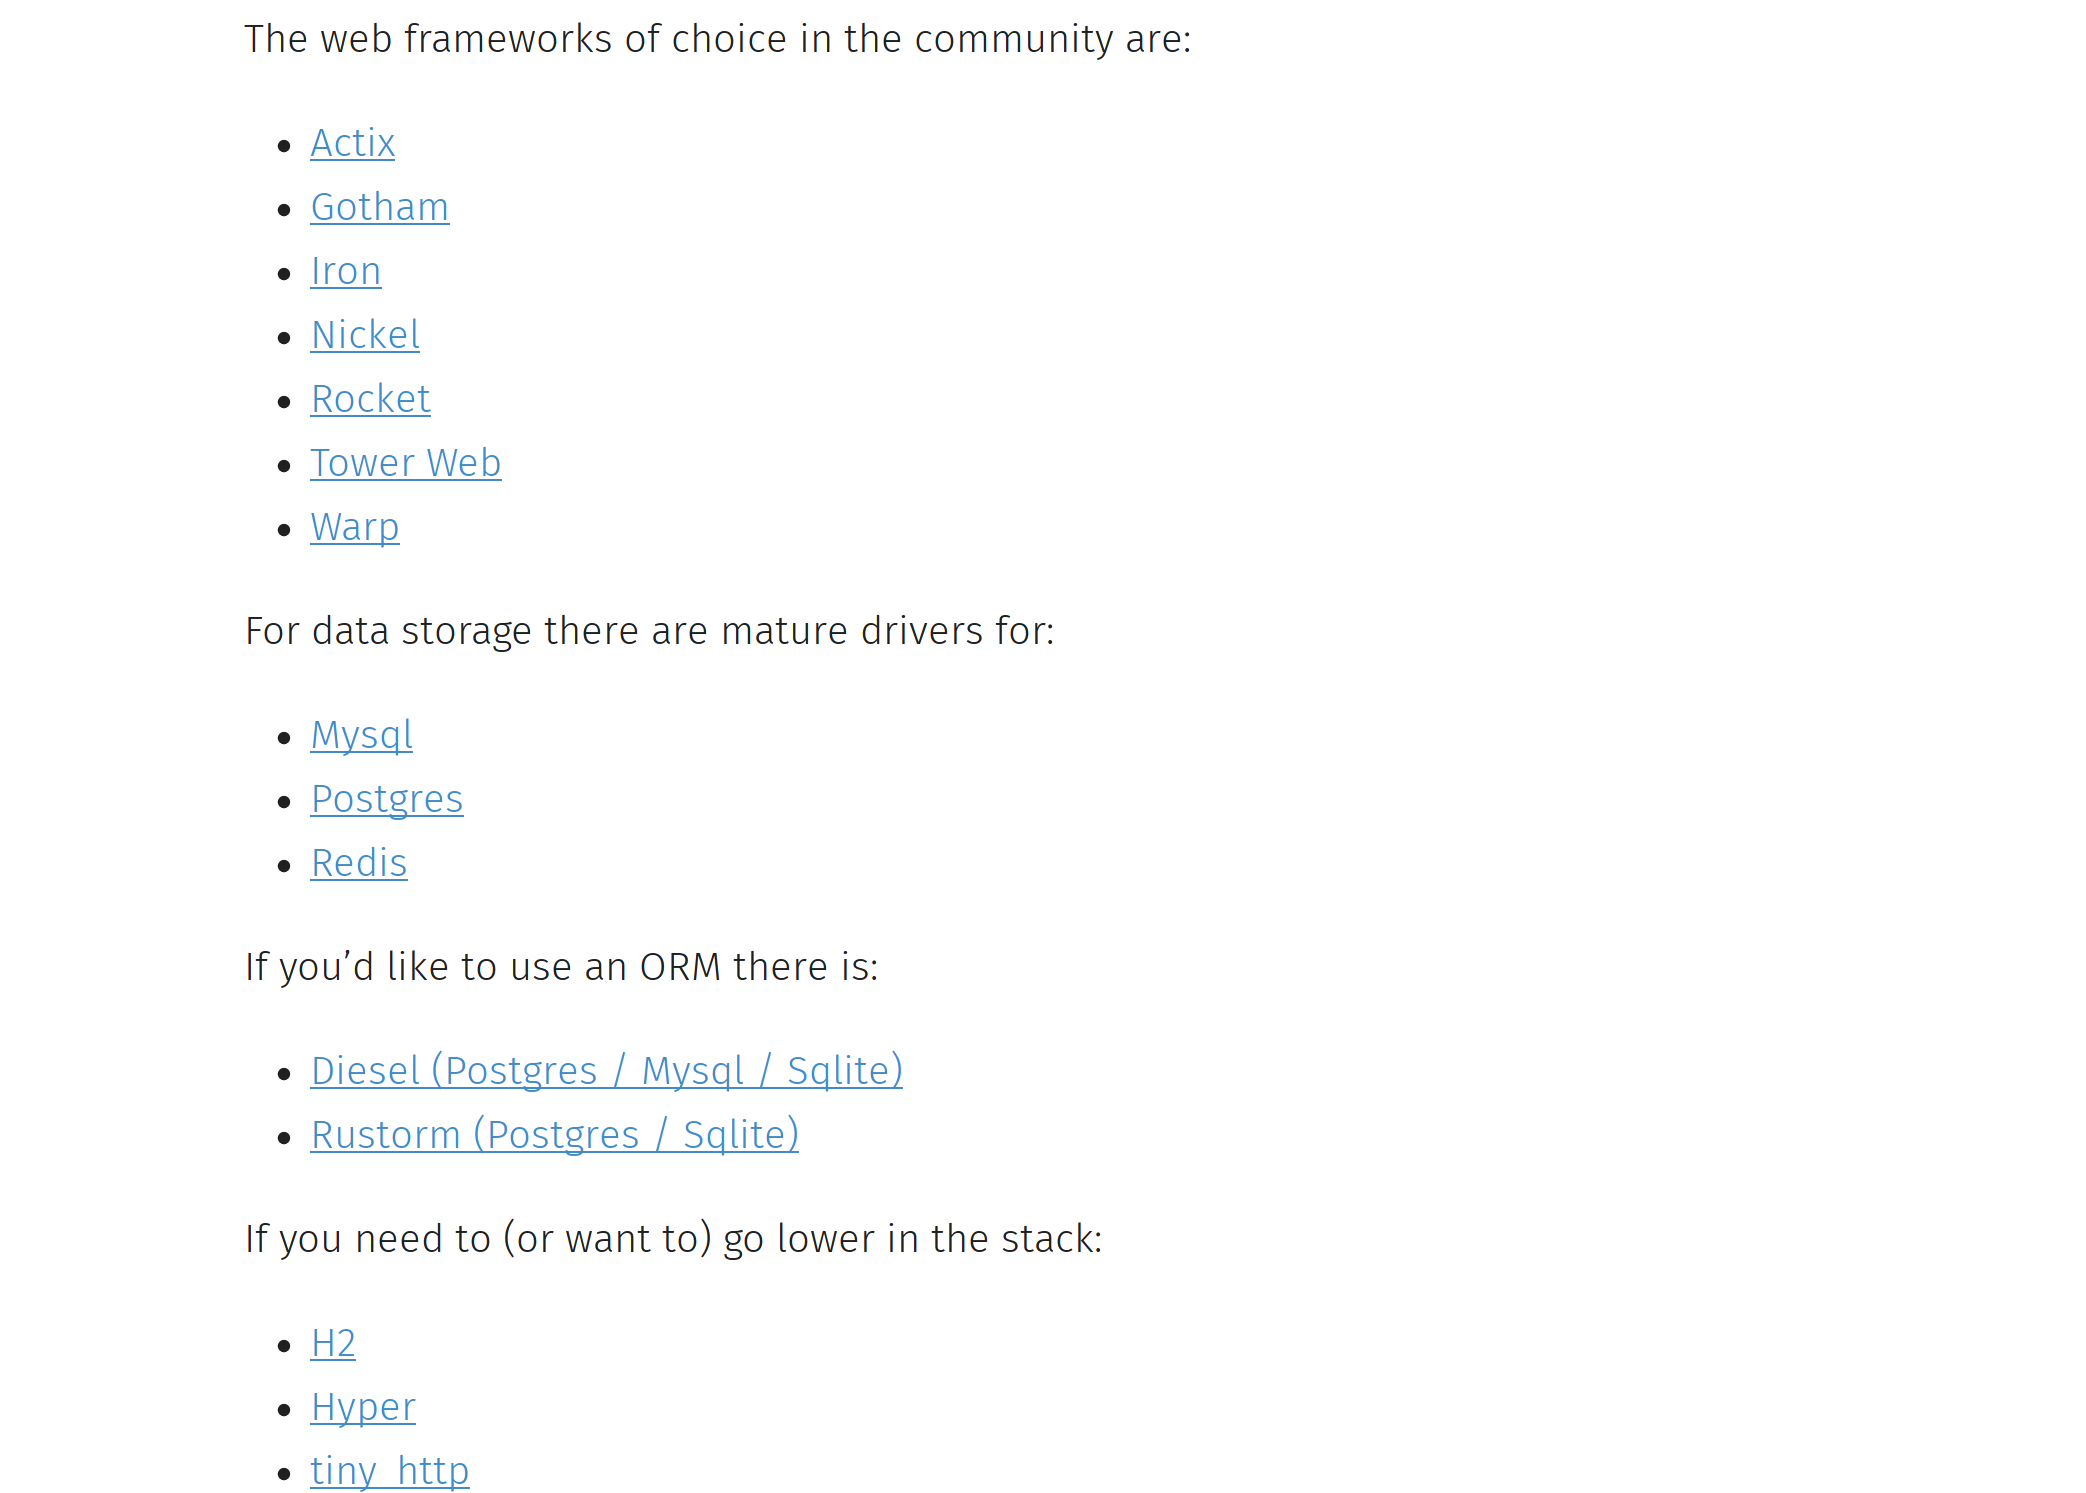 The web frameworks of choice in the community are:
• Actix
• Gotham
• Iron
• Nickel
• Rocket
• Tower Web
• Warp
For data storage there are mature drivers for:
• Mysql
• Postgres
• Redis
If you’d like to use an ORM there is:
• Diesel (Postgres / Mysql / Sqlite)
• Rustorm (Postgres / Sqlite)
If you need to (or want to) go lower in the stack:
• H2
• Hyper
• tiny_http